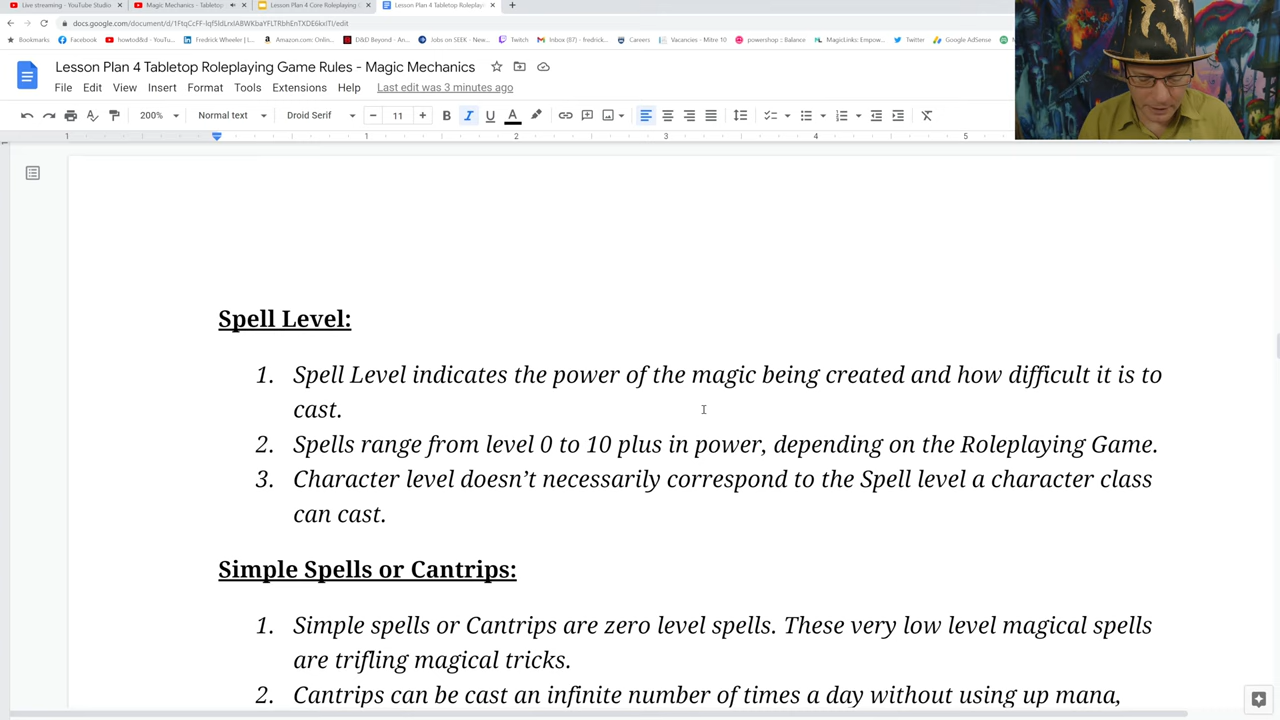 Live streaming - YouTube Studio
Magic Mechanics - Tabletop
Lesson Plan 4 Core Roleplaying
Lesson Plan 4 Tabletop Roleplay
docs.google.com/document/d/
/edit
Bookmarks Facebook howtod&d - YouTu... Fredrick Wheeler | L... Amazon.com: Onlin... D&D Beyond - An... Jobs on SEEK - New... Twitch Inbox (87) - fredrick... Careers Vacancies - Mitre 10 powershop :: Balance MagicLinks: Empow... Twitter Google AdSense
Lesson Plan 4 Tabletop Roleplaying Game Rules - Magic Mechanics
File Edit View Insert Format Tools Extensions Help Last edit was 3 minutes ago
200% Normal text Droid Serif 11 B I U A
1 1 2 3 4 5
Spell Level:
1. Spell Level indicates the power of the magic being created and how difficult it is to
cast.
2. Spells range from level 0 to 10 plus in power, depending on the Roleplaying Game.
3. Character level doesn’t necessarily correspond to the Spell level a character class
can cast.
Simple Spells or Cantrips:
1. Simple spells or Cantrips are zero level spells. These very low level magical spells
are trifling magical tricks.
2. Cantrips can be cast an infinite number of times a day without using up mana,